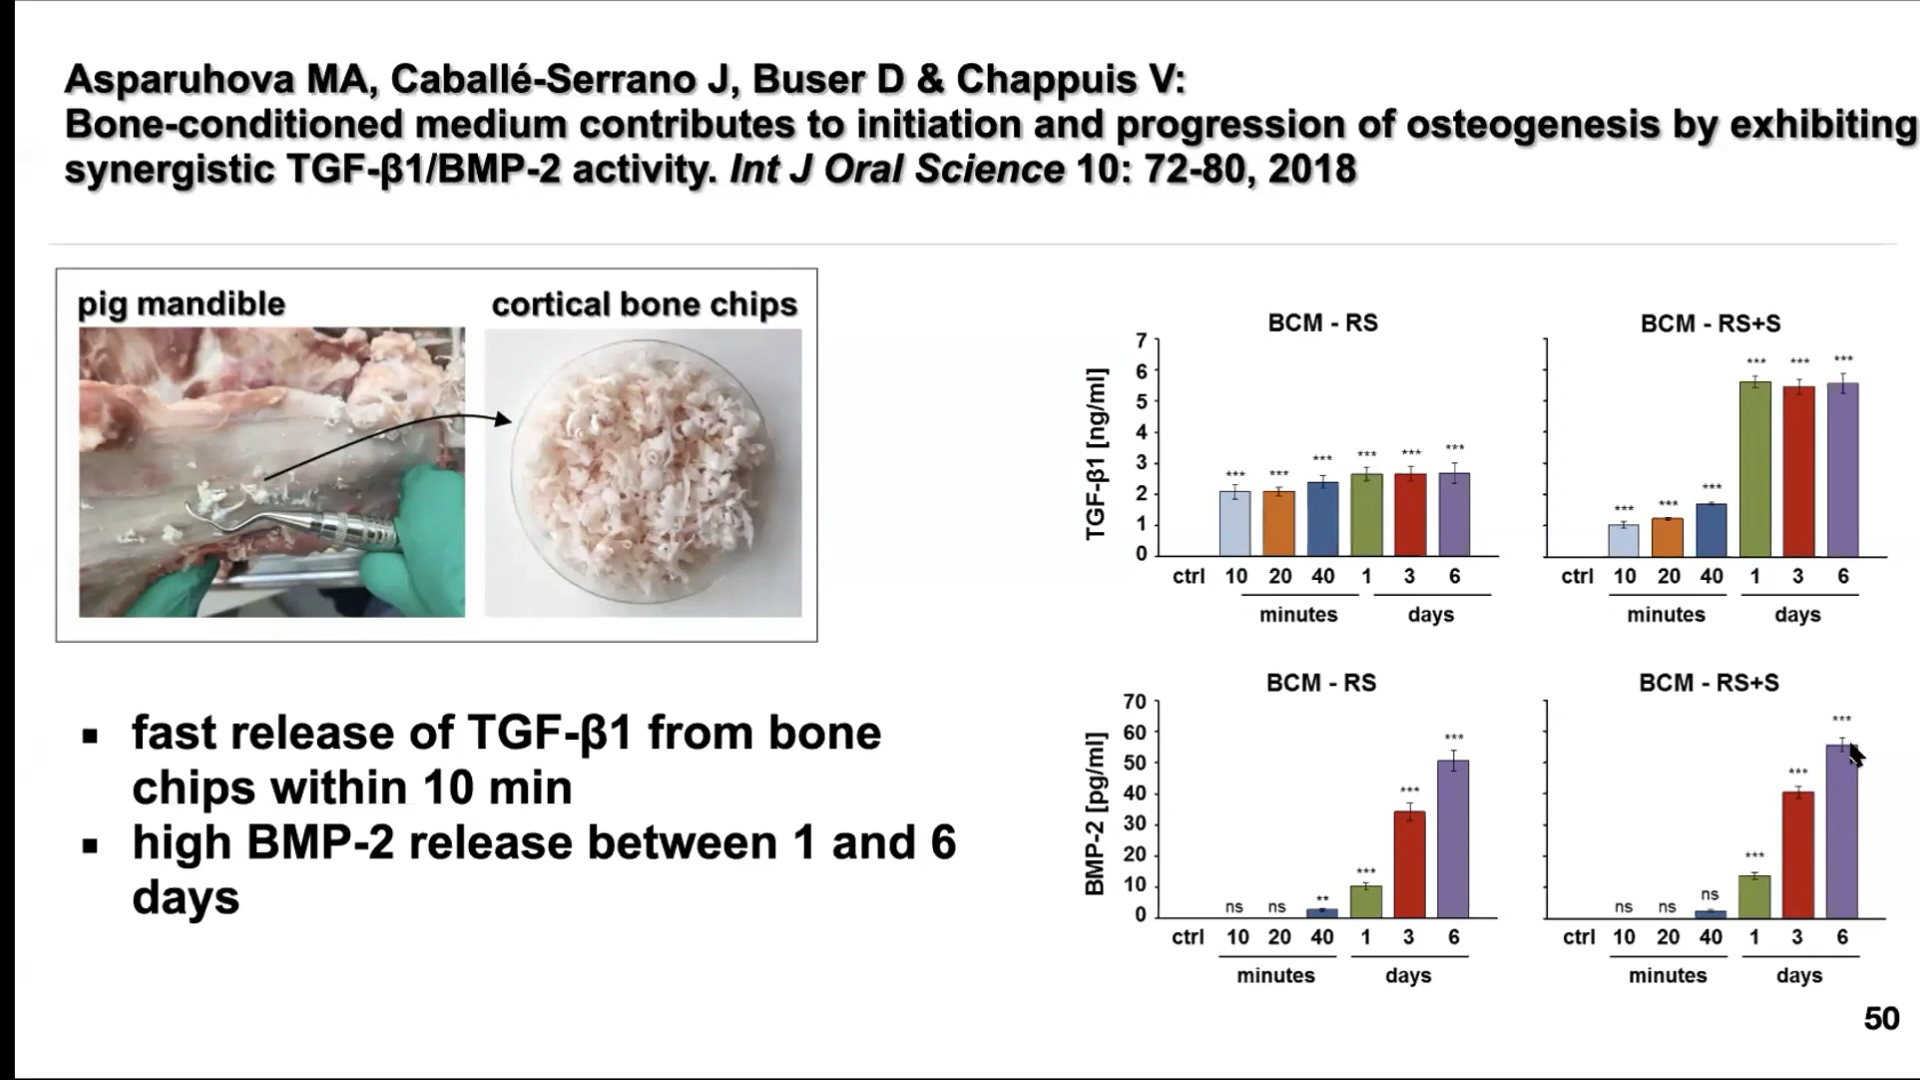 Asparuhova MA, Caballé-Serrano J, Buser D & Chappuis V:
Bone-conditioned medium contributes to initiation and progression of osteogenesis by exhibiting
synergistic TGF-β1/BMP-2 activity. Int J Oral Science 10: 72-80, 2018
pig mandible
cortical bone chips
▪ fast release of TGF-β1 from bone
chips within 10 min
▪ high BMP-2 release between 1 and 6
days
BCM - RS
TGF-β1 [ng/ml]
7
6
5
4
3
2
1
0
*** *** *** *** *** ***
ctrl 10 20 40 1 3 6
minutes days
BCM - RS+S
*** *** *** *** *** ***
ctrl 10 20 40 1 3 6
minutes days
BCM - RS
BMP-2 [pg/ml]
70
60
50
40
30
20
10
0
ns ns ** *** *** ***
ctrl 10 20 40 1 3 6
minutes days
BCM - RS+S
ns ns ns *** *** ***
ctrl 10 20 40 1 3 6
minutes days
50